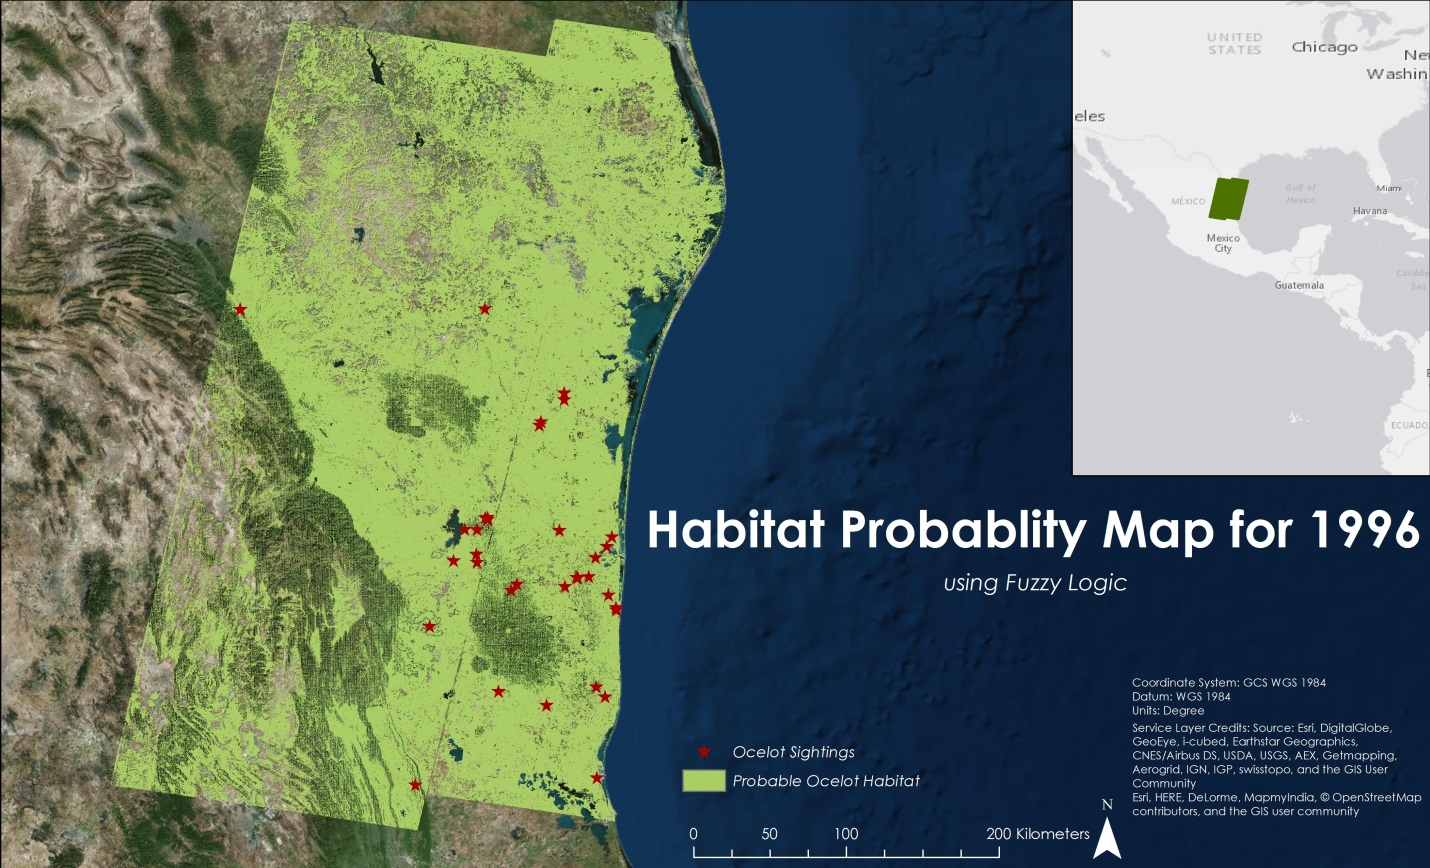 UNITED
STATES
Chicago
Washin
eles
Gulf of
Mexico
Miami
MÉXICO
Havana
Mexico
City
Guatemala
ECUADO
Habitat Probablity Map for 1996
using Fuzzy Logic
Coordinate System: GCS WGS 1984
Datum: WGS 1984
Units: Degree
Service Layer Credits: Source: Esri, DigitalGlobe,
GeoEye, i-cubed, Earthstar Geographics,
CNES/Airbus DS, USDA, USGS, AEX, Getmapping,
Aerogrid, IGN, IGP, swisstopo, and the GIS User
Community
Esri, HERE, DeLorme, MapmyIndia, © OpenStreetMap
contributors, and the GIS user community
Ocelot Sightings
Probable Ocelot Habitat
N
0 50 100 200 Kilometers